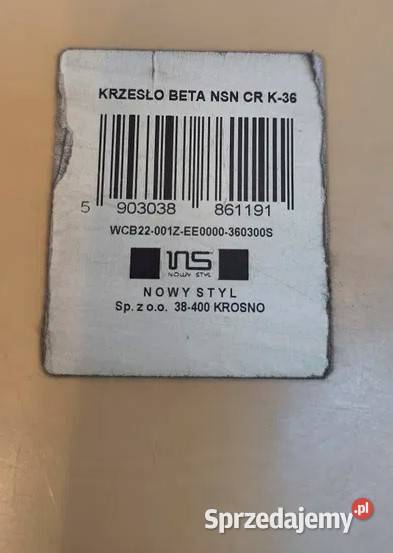 KRZESŁO BETA NSN CR K-36
5 903038 861191
WCB22-001Z-EE0000-360300S
NS
NOWY STYL
NOWY STYL
Sp. z o.o. 38-400 KROSNO
Sprzedajemy.pl